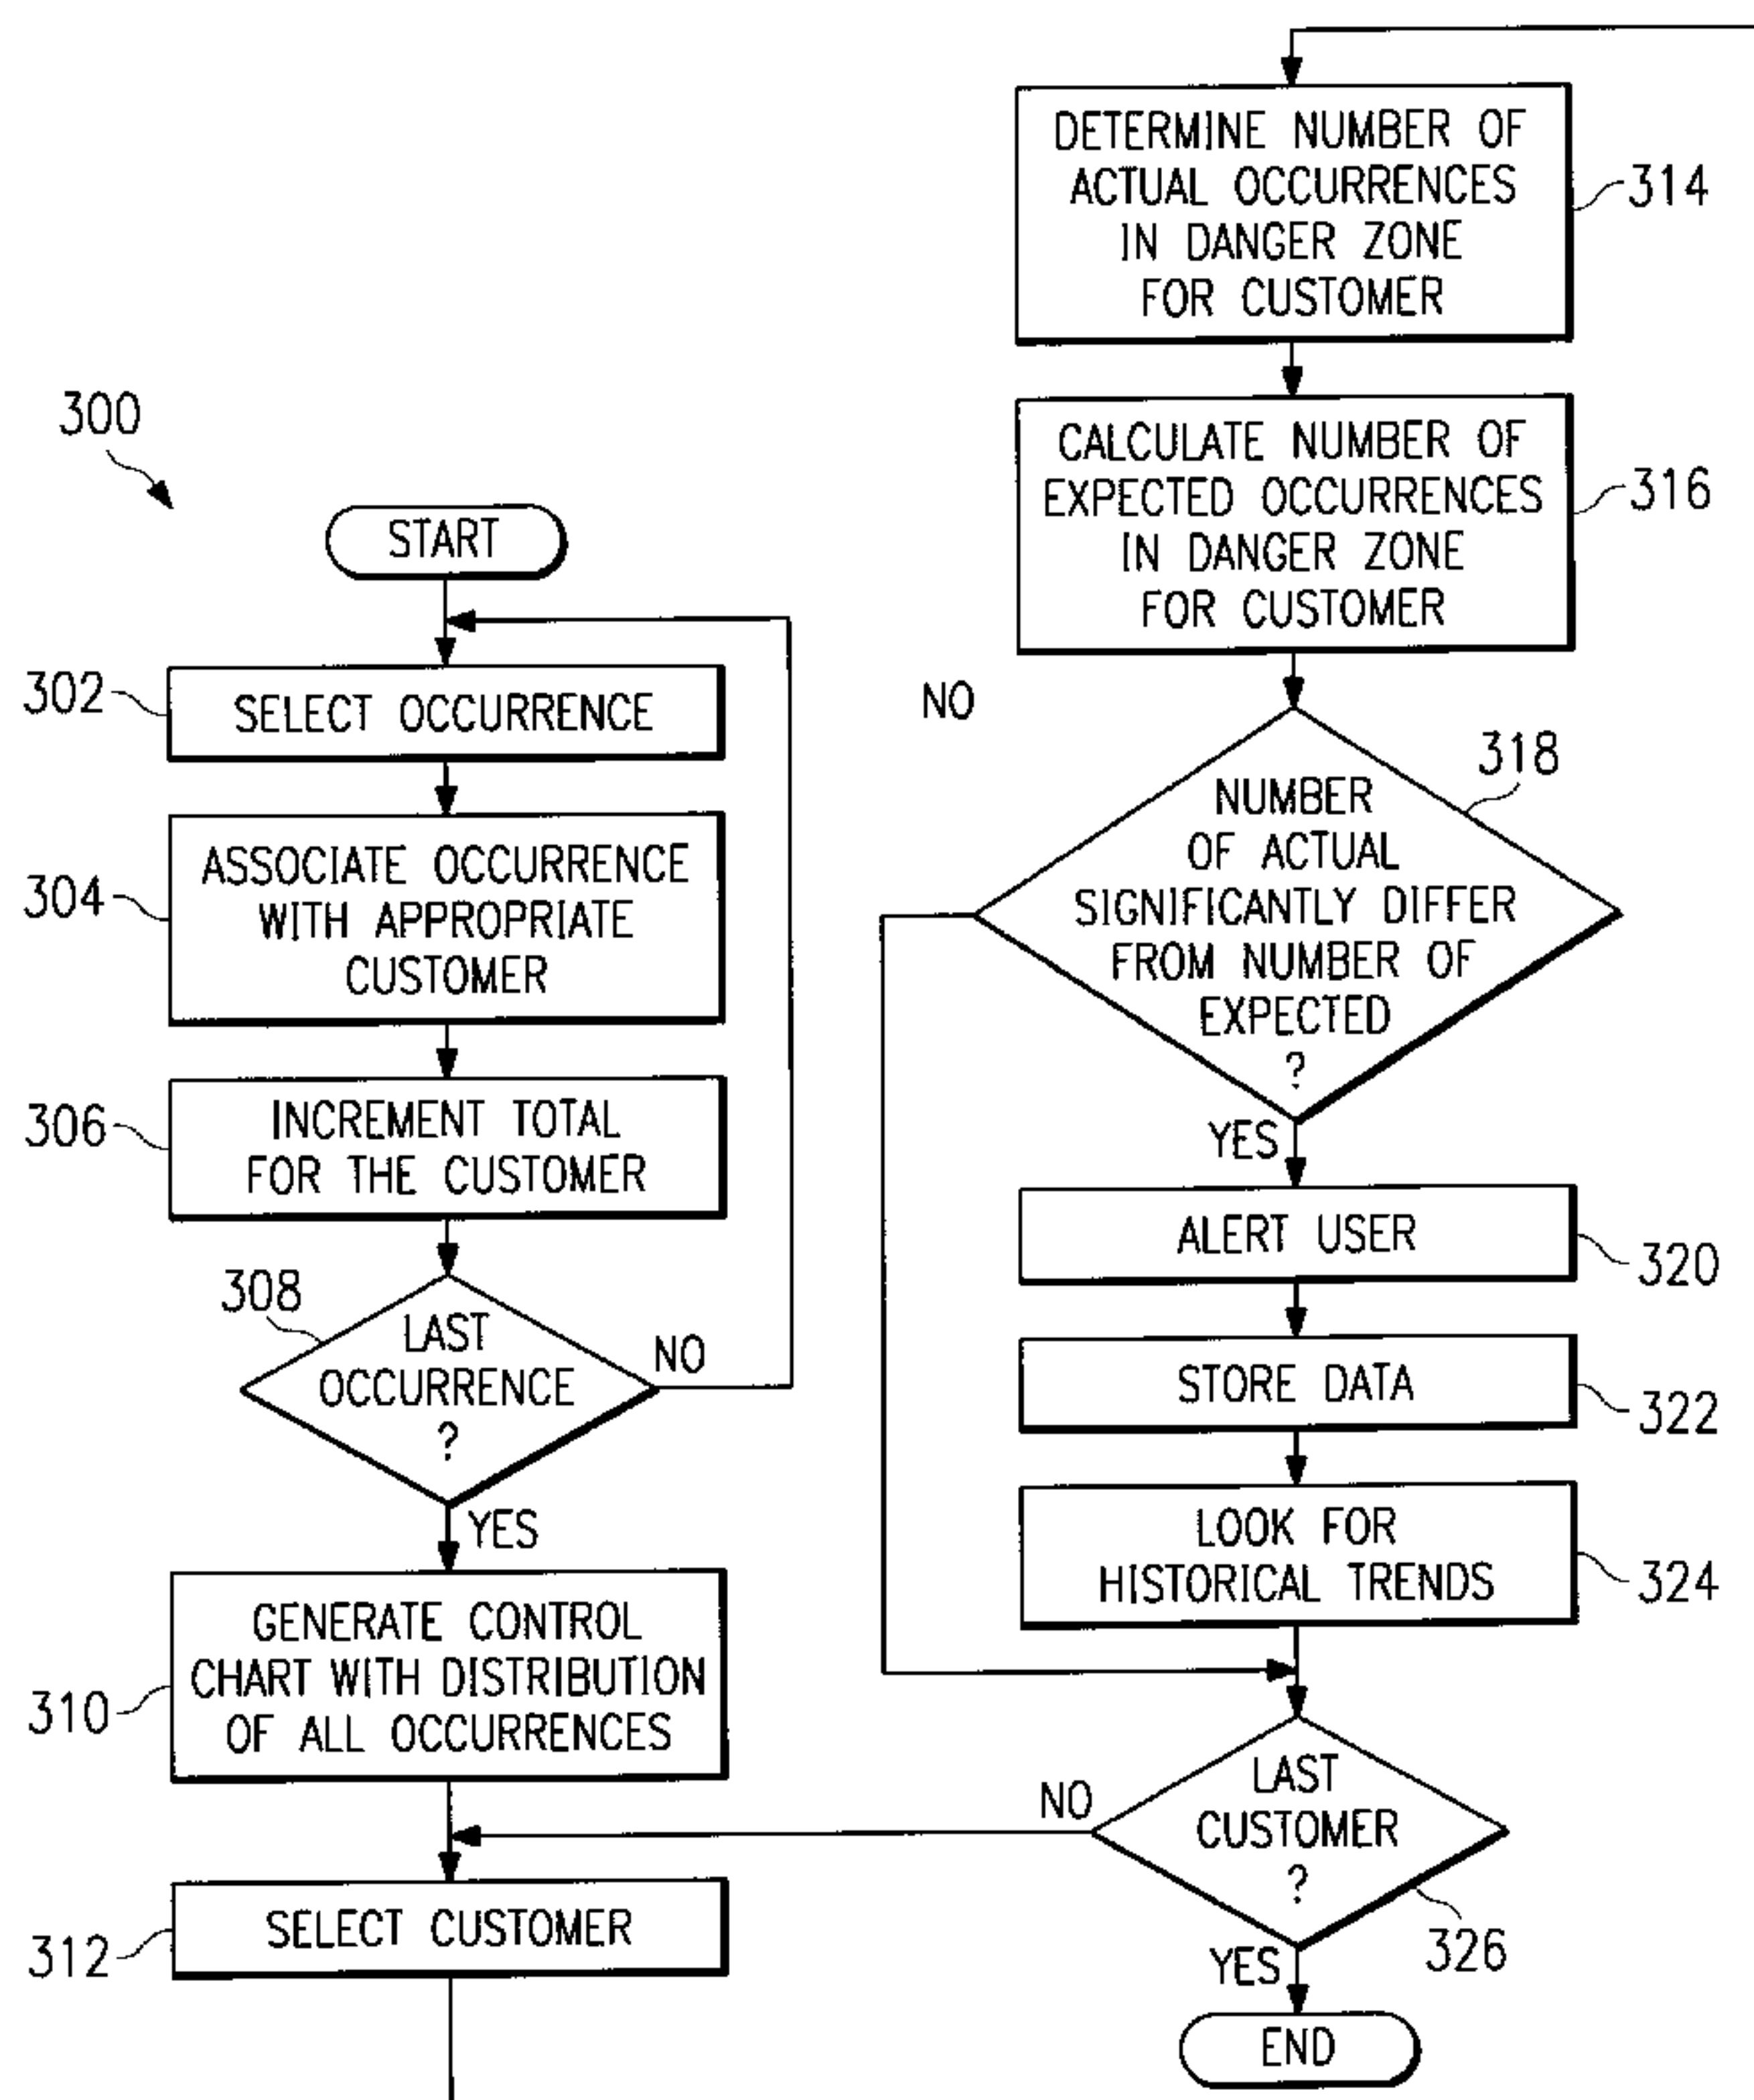 300
START
302
SELECT OCCURRENCE
304
ASSOCIATE OCCURRENCE
WITH APPROPRIATE
CUSTOMER
306
INCREMENT TOTAL
FOR THE CUSTOMER
308
LAST
OCCURRENCE
?
NO
YES
310
GENERATE CONTROL
CHART WITH DISTRIBUTION
OF ALL OCCURRENCES
312
SELECT CUSTOMER
DETERMINE NUMBER OF
ACTUAL OCCURRENCES
IN DANGER ZONE
FOR CUSTOMER
314
CALCULATE NUMBER OF
EXPECTED OCCURRENCES
IN DANGER ZONE
FOR CUSTOMER
316
NO
318
NUMBER
OF ACTUAL
SIGNIFICANTLY DIFFER
FROM NUMBER OF
EXPECTED
?
YES
ALERT USER
320
STORE DATA
322
LOOK FOR
HISTORICAL TRENDS
324
NO
LAST
CUSTOMER
?
326
YES
END